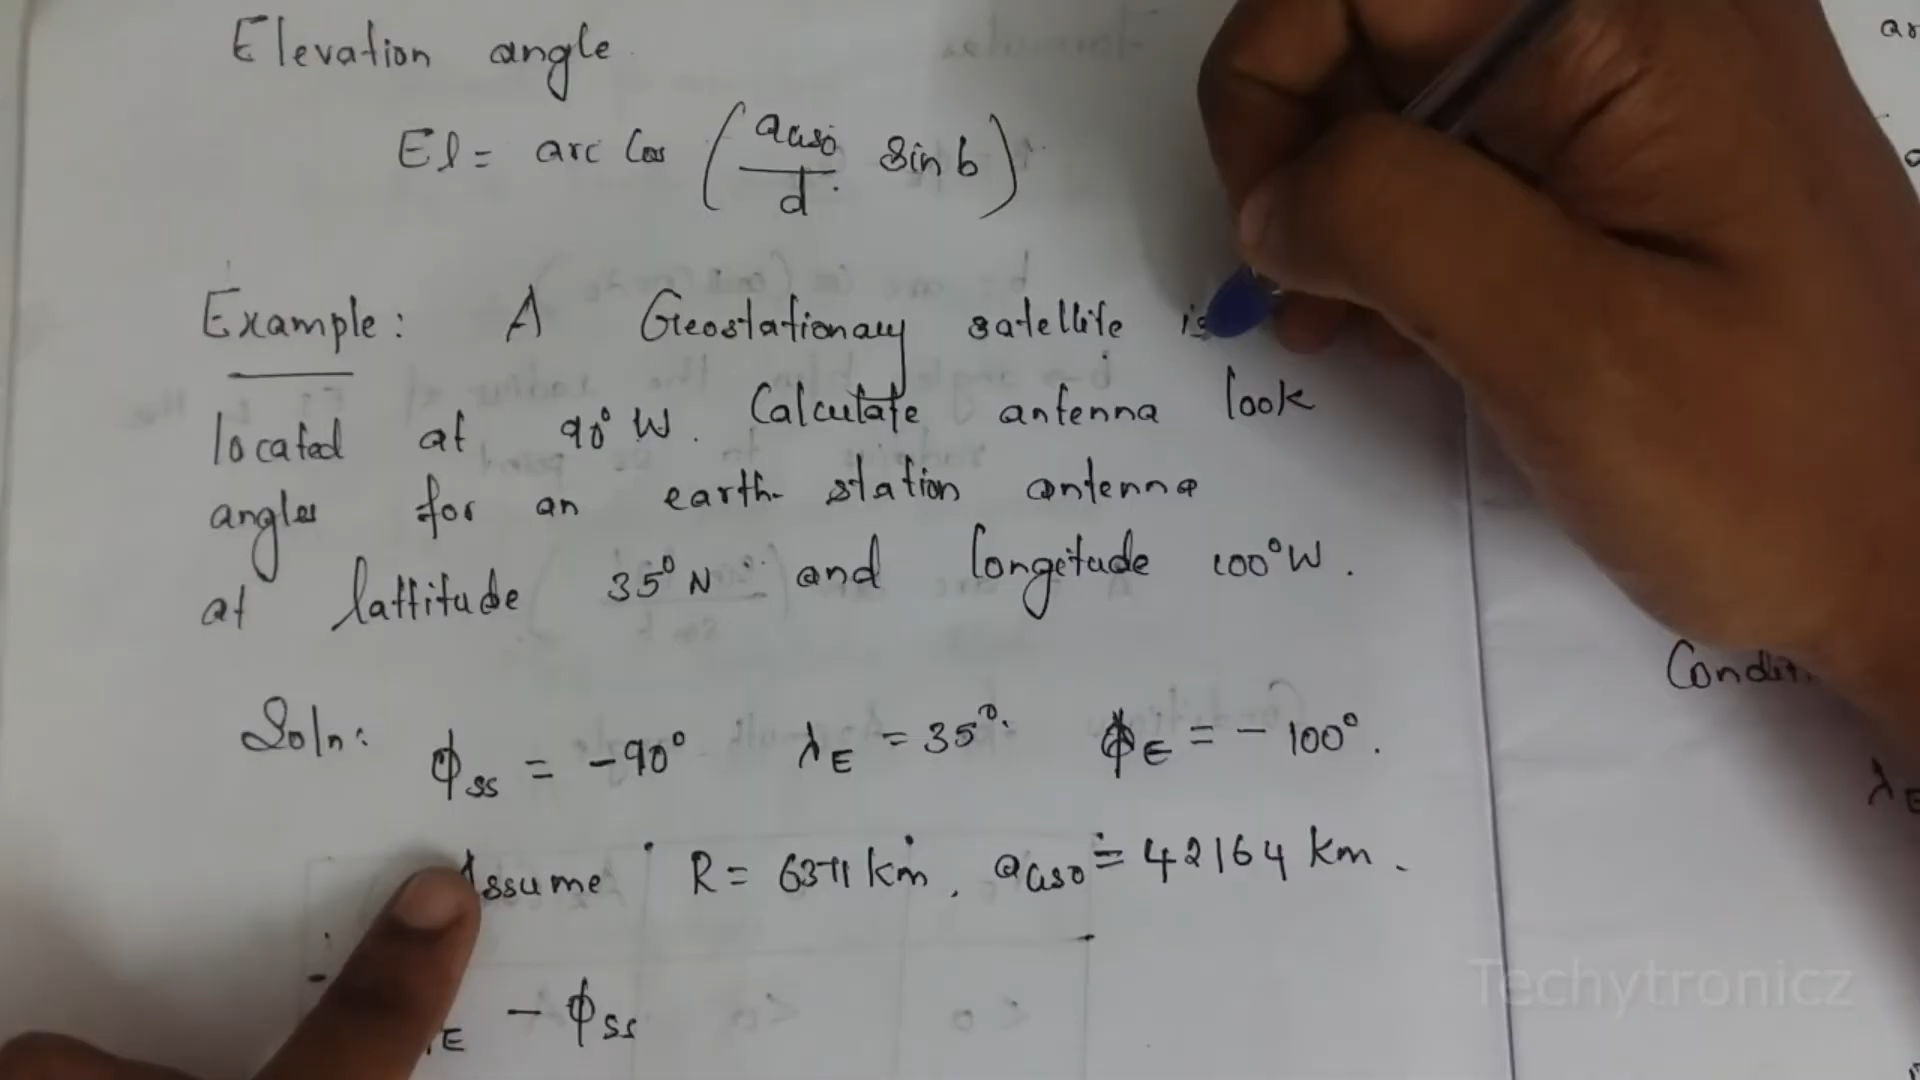 Elevation angle
El = arc Cos (aGSO / d sin b)
Example: A Geostationary satellite is
located at 90° W. Calculate antenna look
angles for an earth station antenna
at lattitude 35° N and longitude 100° W.
Soln: ϕSS = -90° λE = 35° ϕE = - 100°.
Assume R = 6371 km, aGSO = 42164 km.
E - ϕSS
Condit
λE
Techytronicz